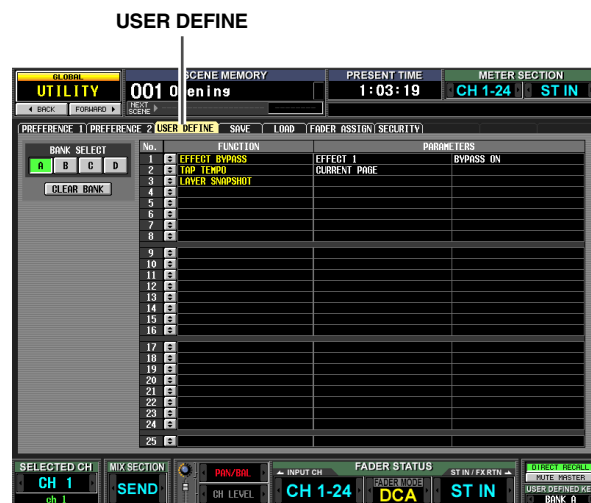 USER DEFINE
GLOBAL
UTILITY
BACK FORWARD
SCENE MEMORY
001 Opening
NEXT SCENE
PRESENT TIME
1:03:19
METER SECTION
CH 1-24 ST IN
PREFERENCE 1 PREFERENCE 2 USER DEFINE SAVE LOAD FADER ASSIGN SECURITY
BANK SELECT
A B C D
CLEAR BANK
No. FUNCTION PARAMETERS
1 EFFECT BYPASS EFFECT 1 BYPASS ON
2 TAP TEMPO CURRENT PAGE
3 LAYER SNAPSHOT
4
5
6
7
8
9
10
11
12
13
14
15
16
17
18
19
20
21
22
23
24
25
SELECTED CH
CH 1
ch 1
MIX SECTION
SEND
PAN/BAL
CH LEVEL
FADER STATUS
INPUT CH
CH 1-24
FADER MODE
DCA
ST IN / FX RTN
ST IN
DIRECT RECALL
MUTE MASTER
USER DEFINED KE
BANK A